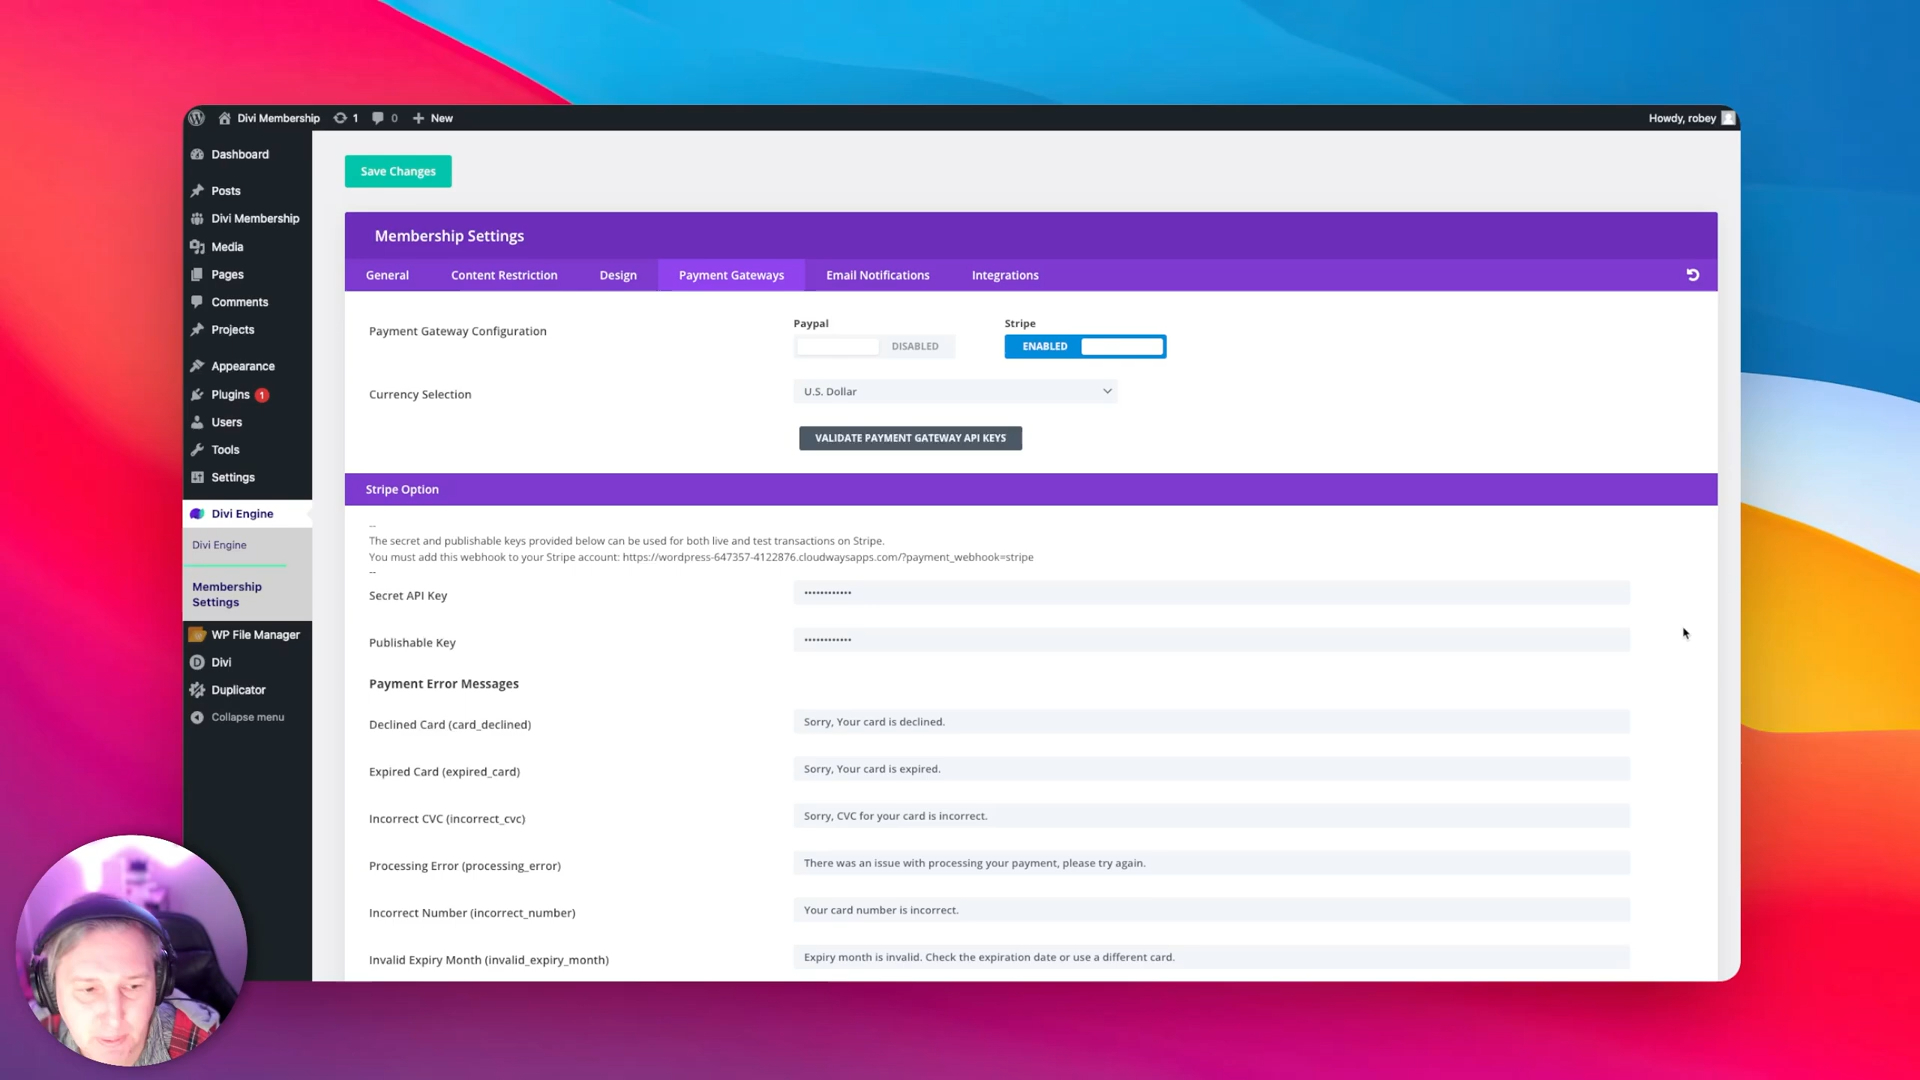 Divi Membership 1 0 New
Howdy, robey
Dashboard
Posts
Divi Membership
Media
Pages
Comments
Projects
Appearance
Plugins 1
Users
Tools
Settings
Divi Engine
Divi Engine
Membership
Settings
WP File Manager
Divi
Duplicator
Collapse menu
Save Changes
Membership Settings
General Content Restriction Design Payment Gateways Email Notifications Integrations
Payment Gateway Configuration
Paypal
DISABLED
Stripe
ENABLED
Currency Selection
U.S. Dollar
VALIDATE PAYMENT GATEWAY API KEYS
Stripe Option
--
The secret and publishable keys provided below can be used for both live and test transactions on Stripe.
You must add this webhook to your Stripe account: https://wordpress-647357-4122876.cloudwaysapps.com/?payment_webhook=stripe
--
Secret API Key ••••••••••••
Publishable Key ••••••••••••
Payment Error Messages
Declined Card (card_declined) Sorry, Your card is declined.
Expired Card (expired_card) Sorry, Your card is expired.
Incorrect CVC (incorrect_cvc) Sorry, CVC for your card is incorrect.
Processing Error (processing_error) There was an issue with processing your payment, please try again.
Incorrect Number (incorrect_number) Your card number is incorrect.
Invalid Expiry Month (invalid_expiry_month) Expiry month is invalid. Check the expiration date or use a different card.